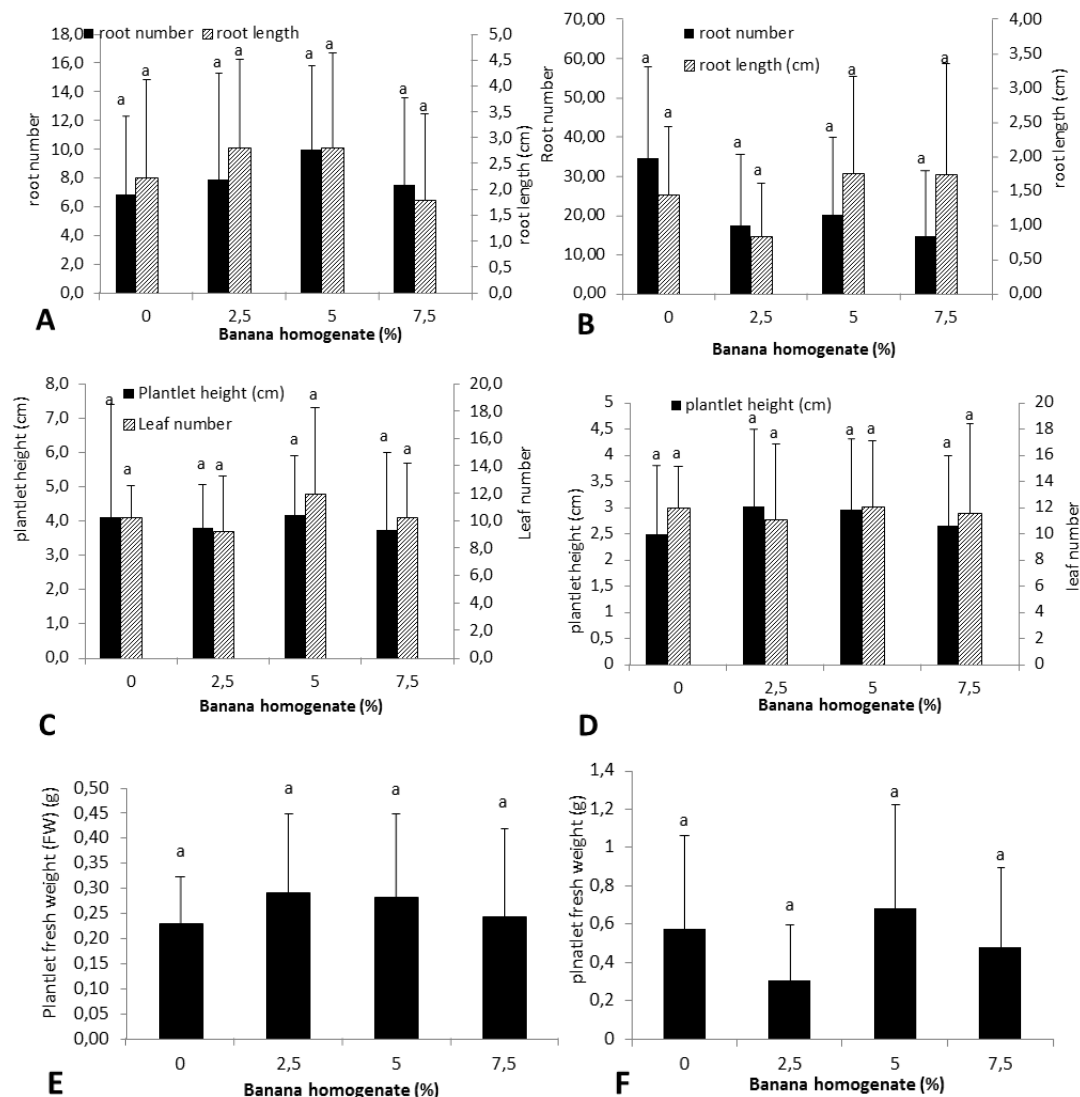 root number root length
root number
18,0
16,0
14,0
12,0
10,0
8,0
6,0
4,0
2,0
0,0
a a a a a a a a
5,0
4,5
4,0
3,5
3,0
2,5
2,0
1,5
1,0
0,5
0,0
root length (cm)
0 2,5 5 7,5
Banana homogenate (%)
A
root number
root length (cm)
Root number
70,00
60,00
50,00
40,00
30,00
20,00
10,00
0,00
a a a a a a a a
4,00
3,50
3,00
2,50
2,00
1,50
1,00
0,50
0,00
root length (cm)
0 2,5 5 7,5
Banana homogenate (%)
B
Plantlet height (cm)
Leaf number
plantlet height (cm)
8,0
7,0
6,0
5,0
4,0
3,0
2,0
1,0
0,0
a a a a a a a a
20,0
18,0
16,0
14,0
12,0
10,0
8,0
6,0
4,0
2,0
0,0
Leaf number
0 2,5 5 7,5
Banana homogenate (%)
C
plantlet height (cm)
plantlet height (cm)
5
4,5
4
3,5
3
2,5
2
1,5
1
0,5
0
a a a a a a a a
20
18
16
14
12
10
8
6
4
2
0
leaf number
0 2,5 5 7,5
Banana homogenate (%)
D
Plantlet fresh weight (FW) (g)
0,50
0,45
0,40
0,35
0,30
0,25
0,20
0,15
0,10
0,05
0,00
a a a a
0 2,5 5 7,5
Banana homogenate (%)
E
plnatlet fresh weight (g)
1,4
1,2
1
0,8
0,6
0,4
0,2
0
a a a a
0 2,5 5 7,5
Banana homogenate (%)
F